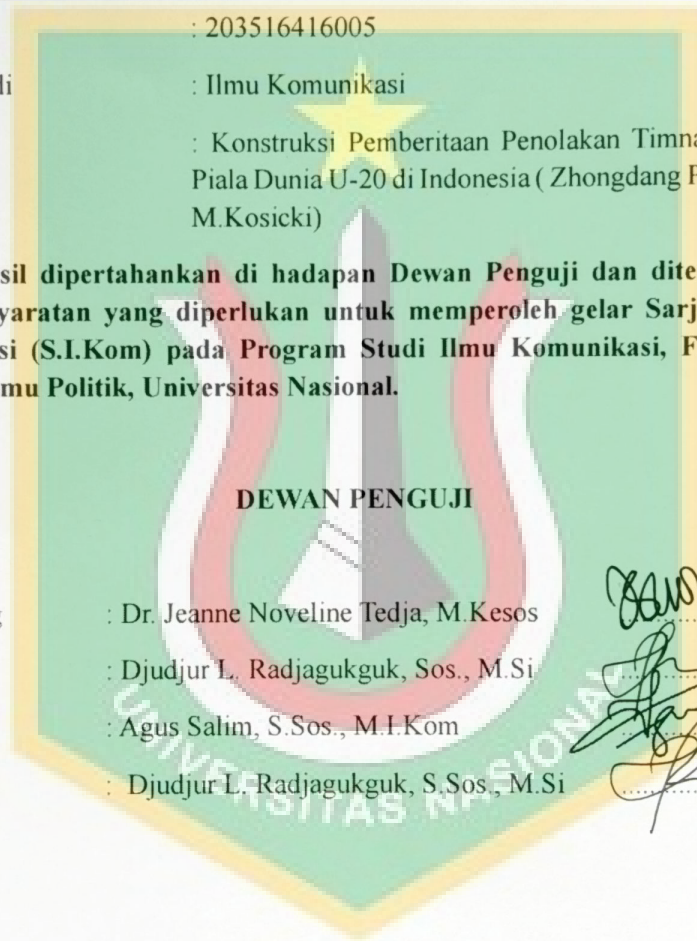 : 203516416005
di : Ilmu Komunikasi
: Konstruksi Pemberitaan Penolakan Timna
Piala Dunia U-20 di Indonesia ( Zhongdang P
M.Kosicki)
sil dipertahankan di hadapan Dewan Penguji dan dite
yaratan yang diperlukan untuk memperoleh gelar Sarj
si (S.I.Kom) pada Program Studi Ilmu Komunikasi, F
mu Politik, Universitas Nasional.
DEWAN PENGUJI
g : Dr. Jeanne Noveline Tedja, M.Kesos
: Djudjur L. Radjagukguk, Sos., M.Si
: Agus Salim, S.Sos., M.I.Kom
: Djudjur L. Radjagukguk, S.Sos., M.Si
UNIVERSITAS NASIONAL